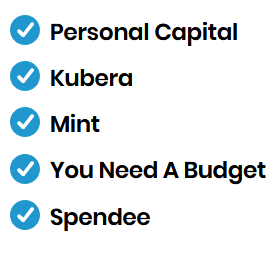 Personal Capital
Kubera
Mint
You Need A Budget
Spendee